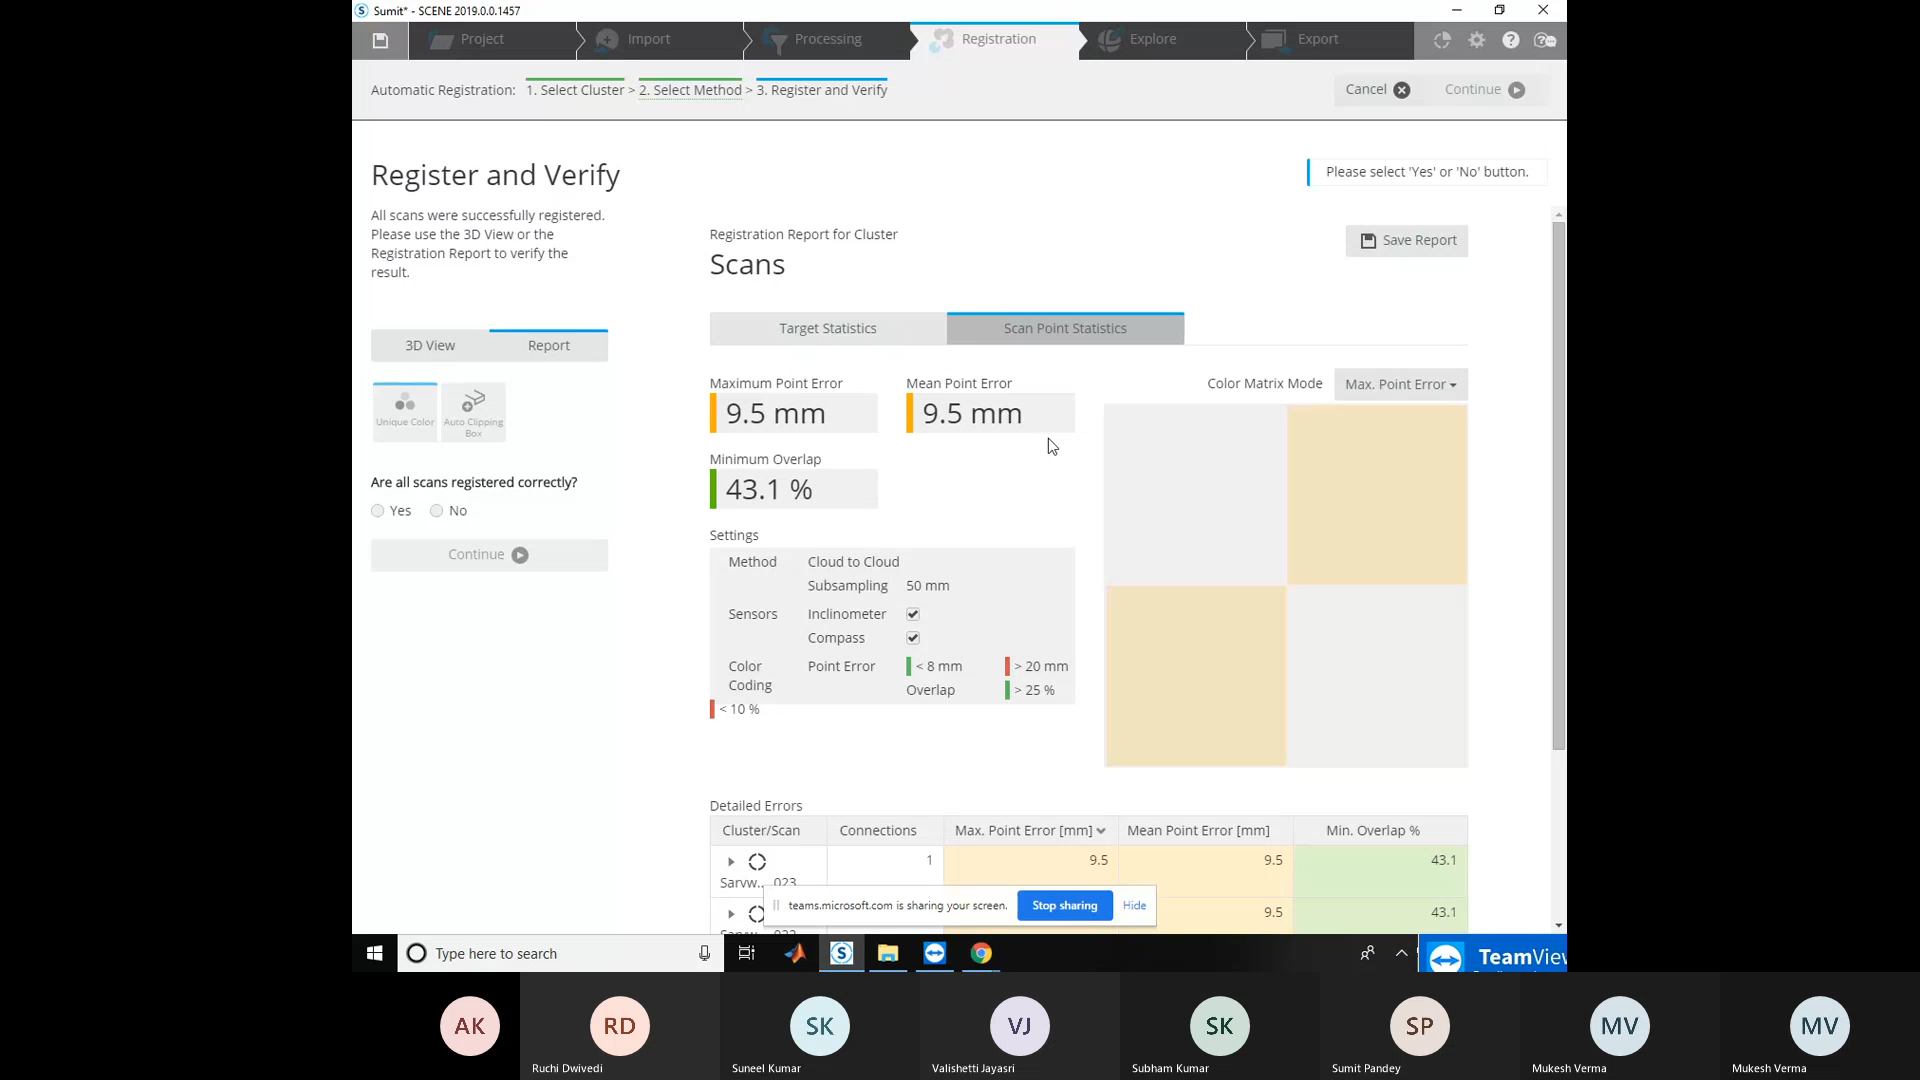 Sumit* - SCENE 2019.0.0.1457
Project
Import
Processing
Registration
Explore
Export
Automatic Registration: 1. Select Cluster > 2. Select Method > 3. Register and Verify
Cancel
Continue
Register and Verify
Please select 'Yes' or 'No' button.
All scans were successfully registered.
Please use the 3D View or the
Registration Report to verify the
result.
Registration Report for Cluster
Scans
Save Report
3D View
Report
Target Statistics
Scan Point Statistics
Unique Color
Auto Clipping
Box
Are all scans registered correctly?
Yes
No
Continue
Maximum Point Error
9.5 mm
Mean Point Error
9.5 mm
Color Matrix Mode
Max. Point Error
Minimum Overlap
43.1 %
Settings
Method Cloud to Cloud
Subsampling 50 mm
Sensors Inclinometer
Compass
Color Point Error < 8 mm > 20 mm
Coding Overlap > 25 %
< 10 %
Detailed Errors
Cluster/Scan Connections Max. Point Error [mm] Mean Point Error [mm] Min. Overlap %
1 9.5 9.5 43.1
Sarvw... 023
9.5 43.1
teams.microsoft.com is sharing your screen. Stop sharing Hide
Type here to search
TeamView
AK
RD
SK
VJ
SK
SP
MV
MV
Ruchi Dwivedi
Suneel Kumar
Valishetti Jayasri
Subham Kumar
Sumit Pandey
Mukesh Verma
Mukesh Verma